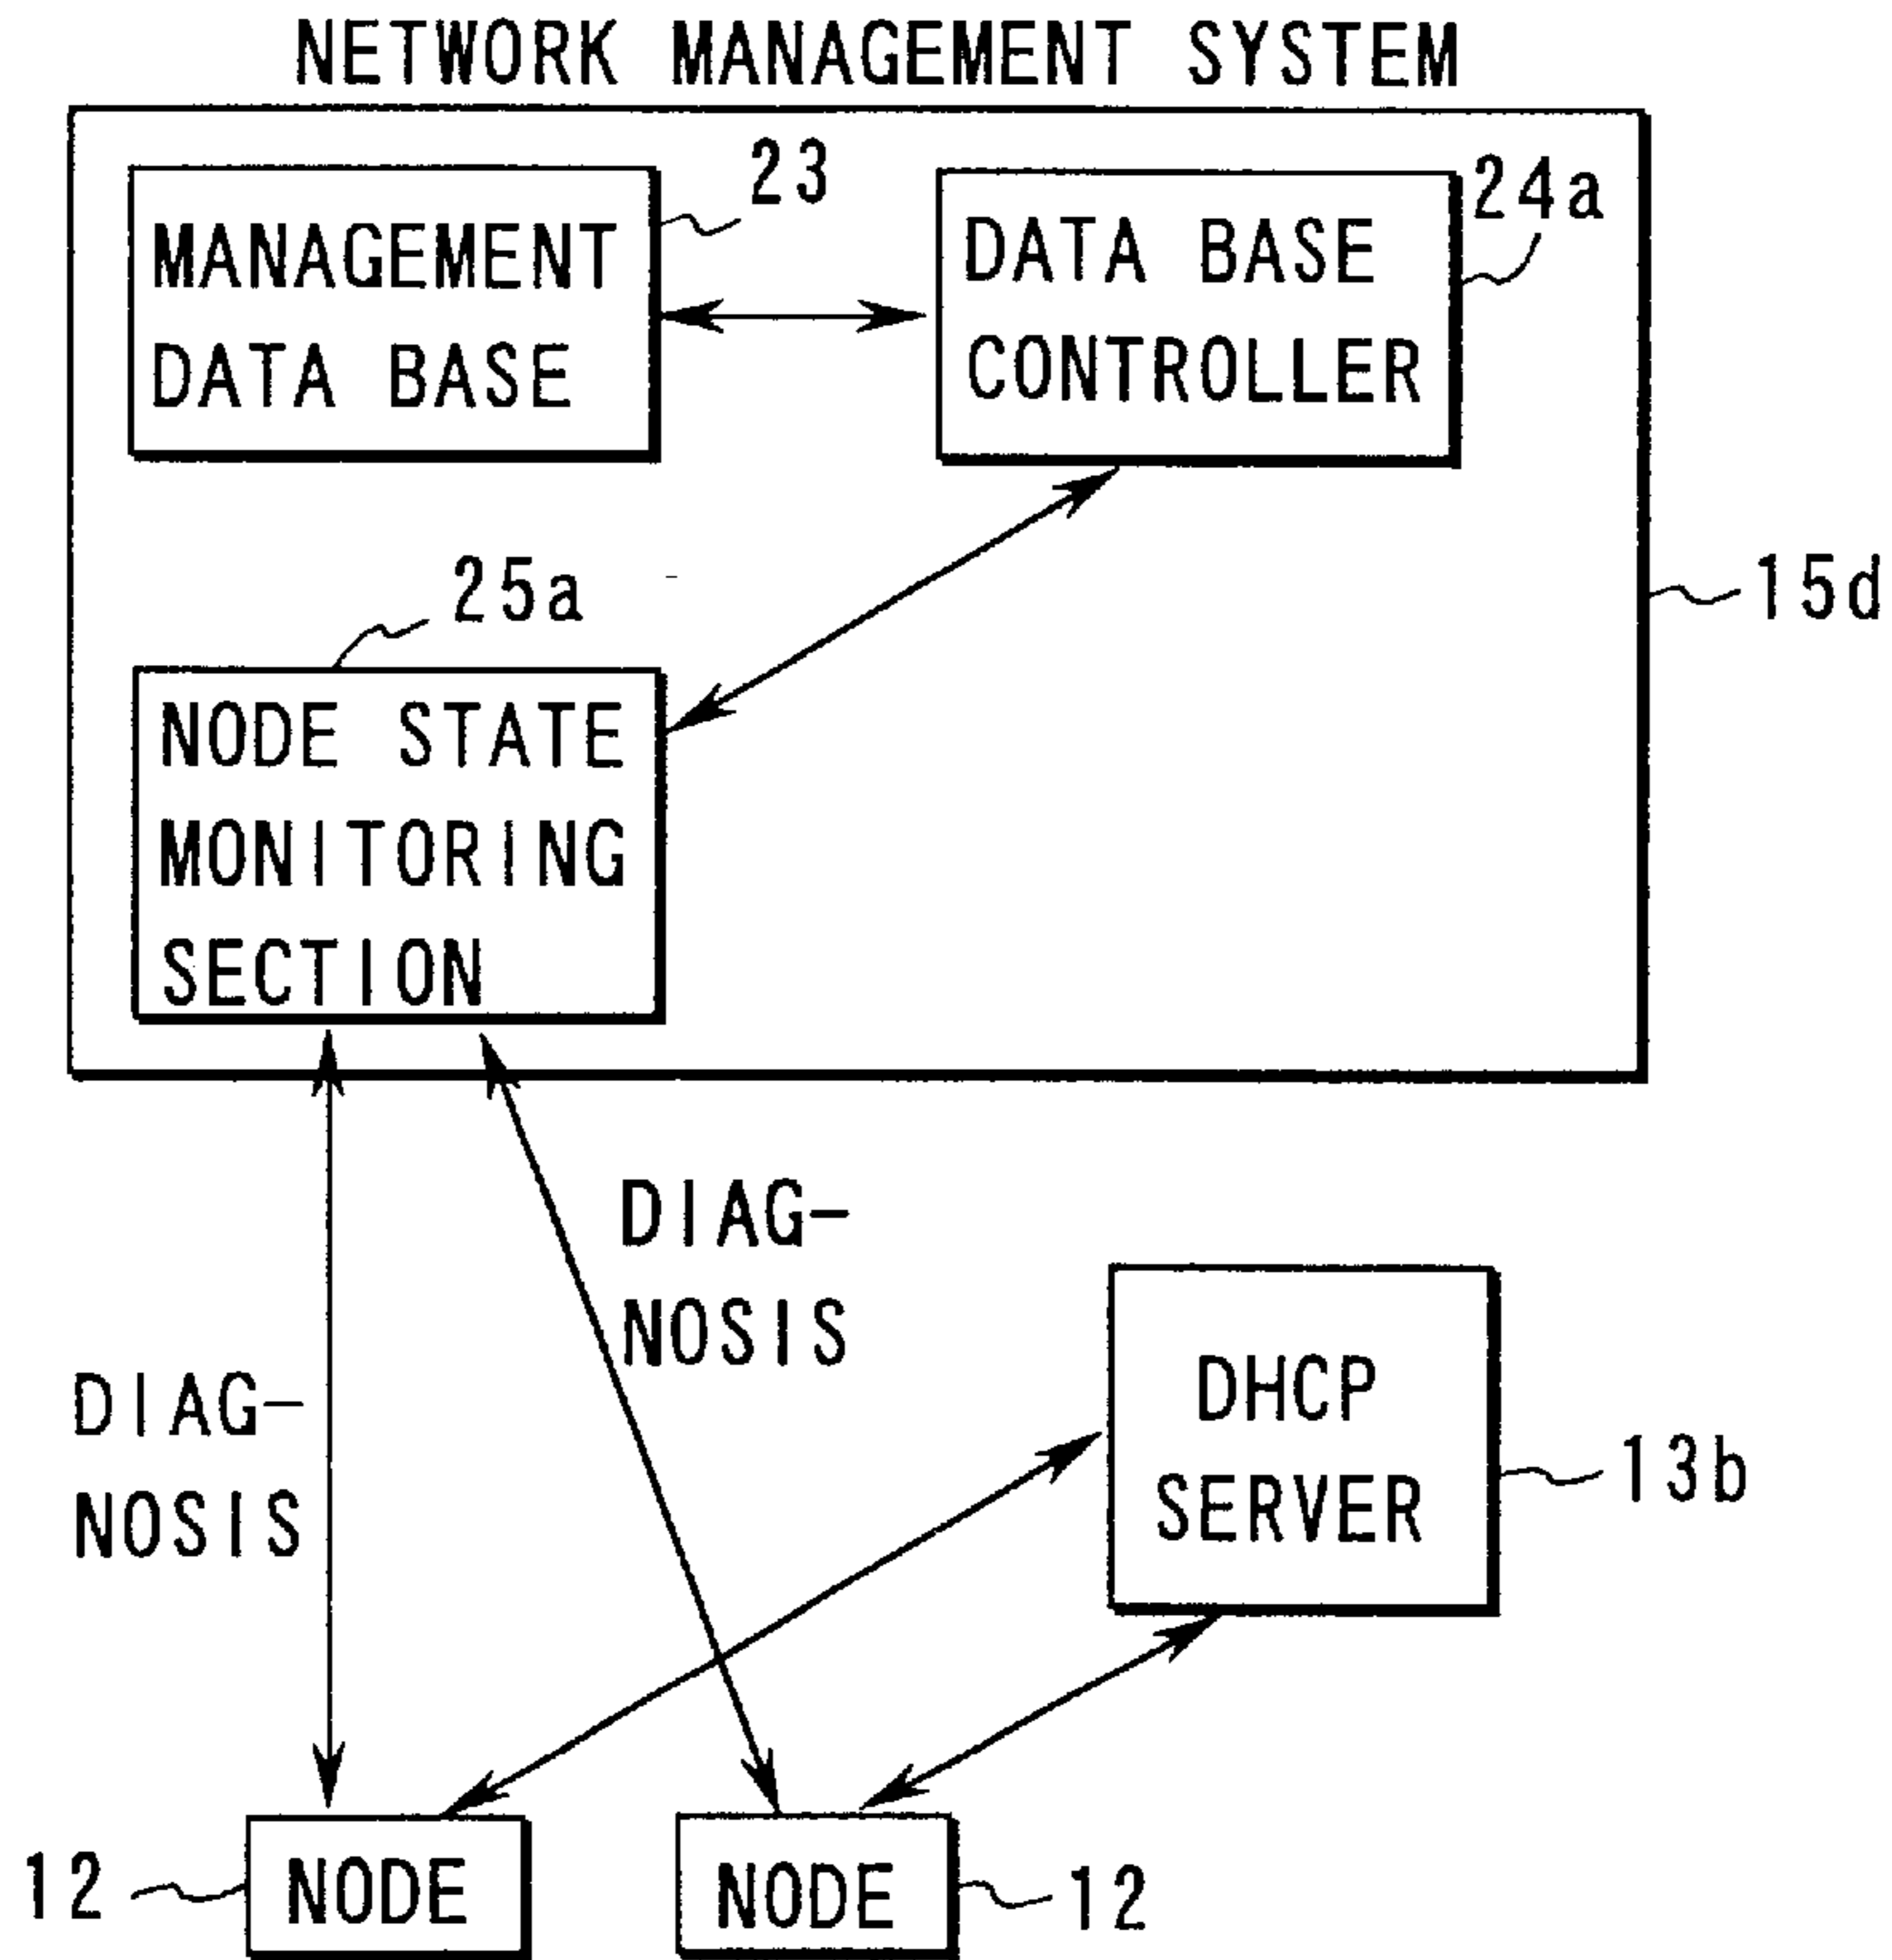 NETWORK MANAGEMENT SYSTEM
23
24a
MANAGEMENT
DATA BASE
DATA BASE
CONTROLLER
25a
15d
NODE STATE
MONITORING
SECTION
DIAG-
NOSIS
DIAG-
NOSIS
DHCP
SERVER
13b
12
NODE
NODE
12